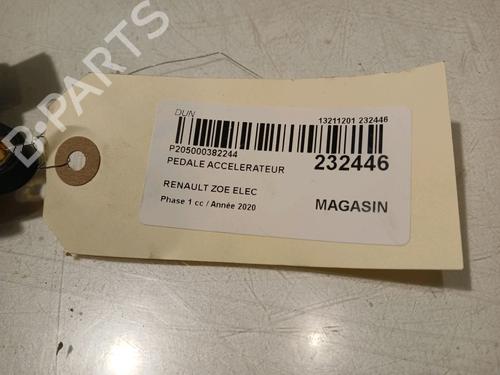 B-PARTS
DUN
13211201 232446
P205000382244
PEDALE ACCELERATEUR
232446
RENAULT ZOE ELEC
Phase 1 cc / Année 2020
MAGASIN